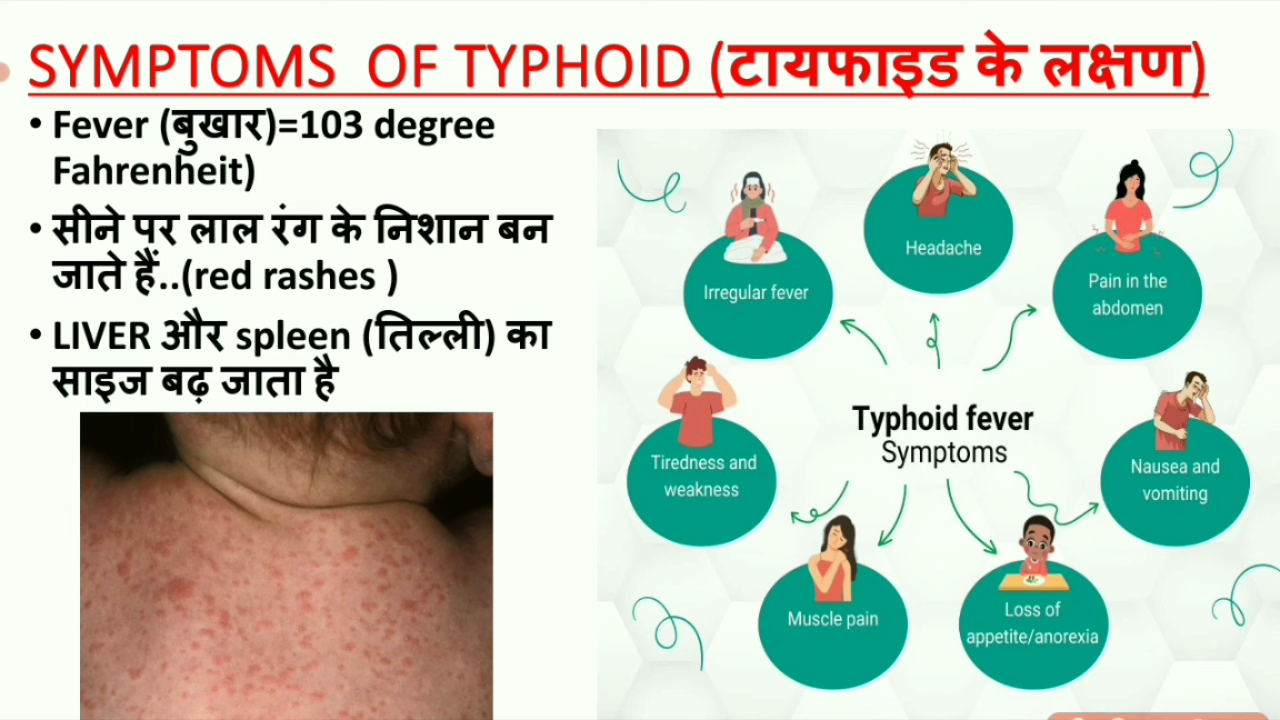 SYMPTOMS OF TYPHOID (टायफाइड के लक्षण)
• Fever (बुखार)=103 degree
Fahrenheit)
• सीने पर लाल रंग के निशान बन
जाते हैं..(red rashes )
• LIVER और spleen (तिल्ली) का
साइज बढ़ जाता है
Headache
Irregular fever
Pain in the
abdomen
Typhoid fever
Symptoms
Tiredness and
weakness
Nausea and
vomiting
Muscle pain
Loss of
appetite/anorexia